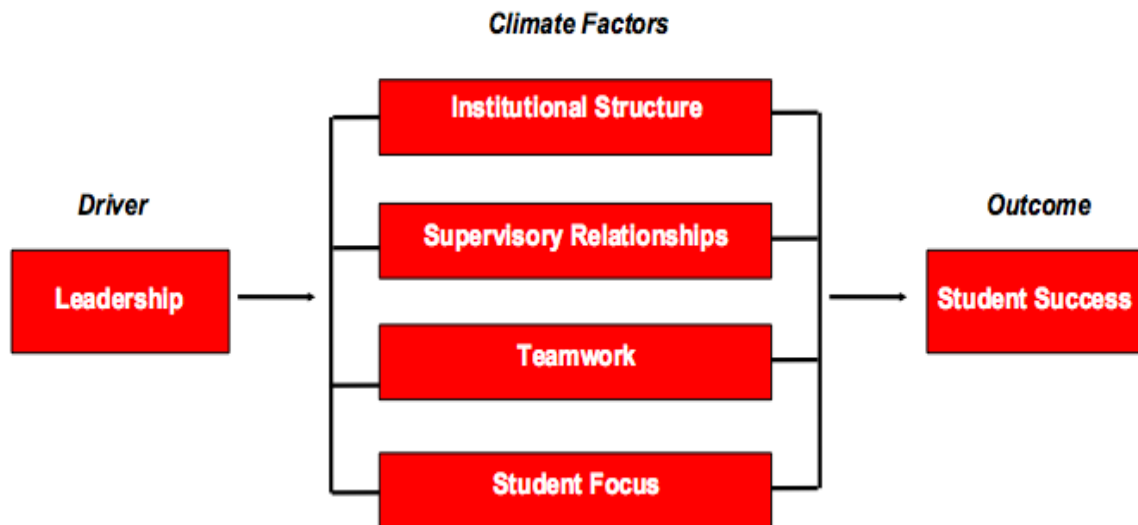 Climate Factors
Institutional Structure
Driver
Supervisory Relationships
Outcome
Leadership
Student Success
Teamwork
Student Focus